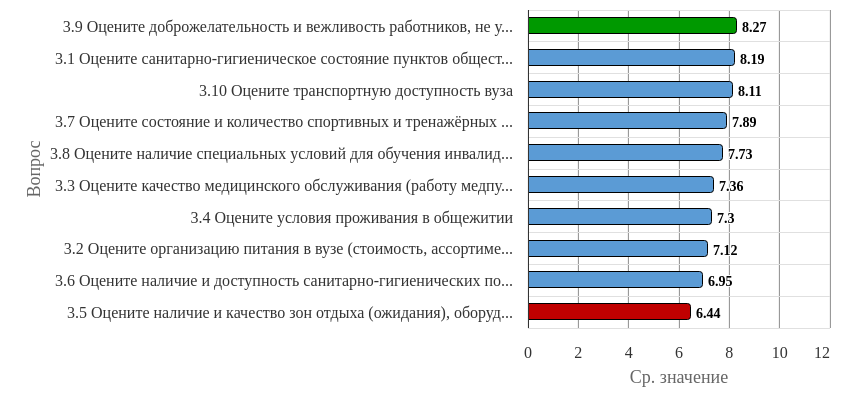 3.9 Оцените доброжелательность и вежливость работников, не у...
8.27
3.1 Оцените санитарно-гигиеническое состояние пунктов общест...
8.19
3.10 Оцените транспортную доступность вуза
8.11
3.7 Оцените состояние и количество спортивных и тренажёрных ...
7.89
3.8 Оцените наличие специальных условий для обучения инвалид...
7.73
3.3 Оцените качество медицинского обслуживания (работу медпу...
7.36
3.4 Оцените условия проживания в общежитии
7.3
3.2 Оцените организацию питания в вузе (стоимость, ассортиме...
7.12
3.6 Оцените наличие и доступность санитарно-гигиенических по...
6.95
3.5 Оцените наличие и качество зон отдыха (ожидания), оборуд...
6.44
Вопрос
0 2 4 6 8 10 12
Ср. значение